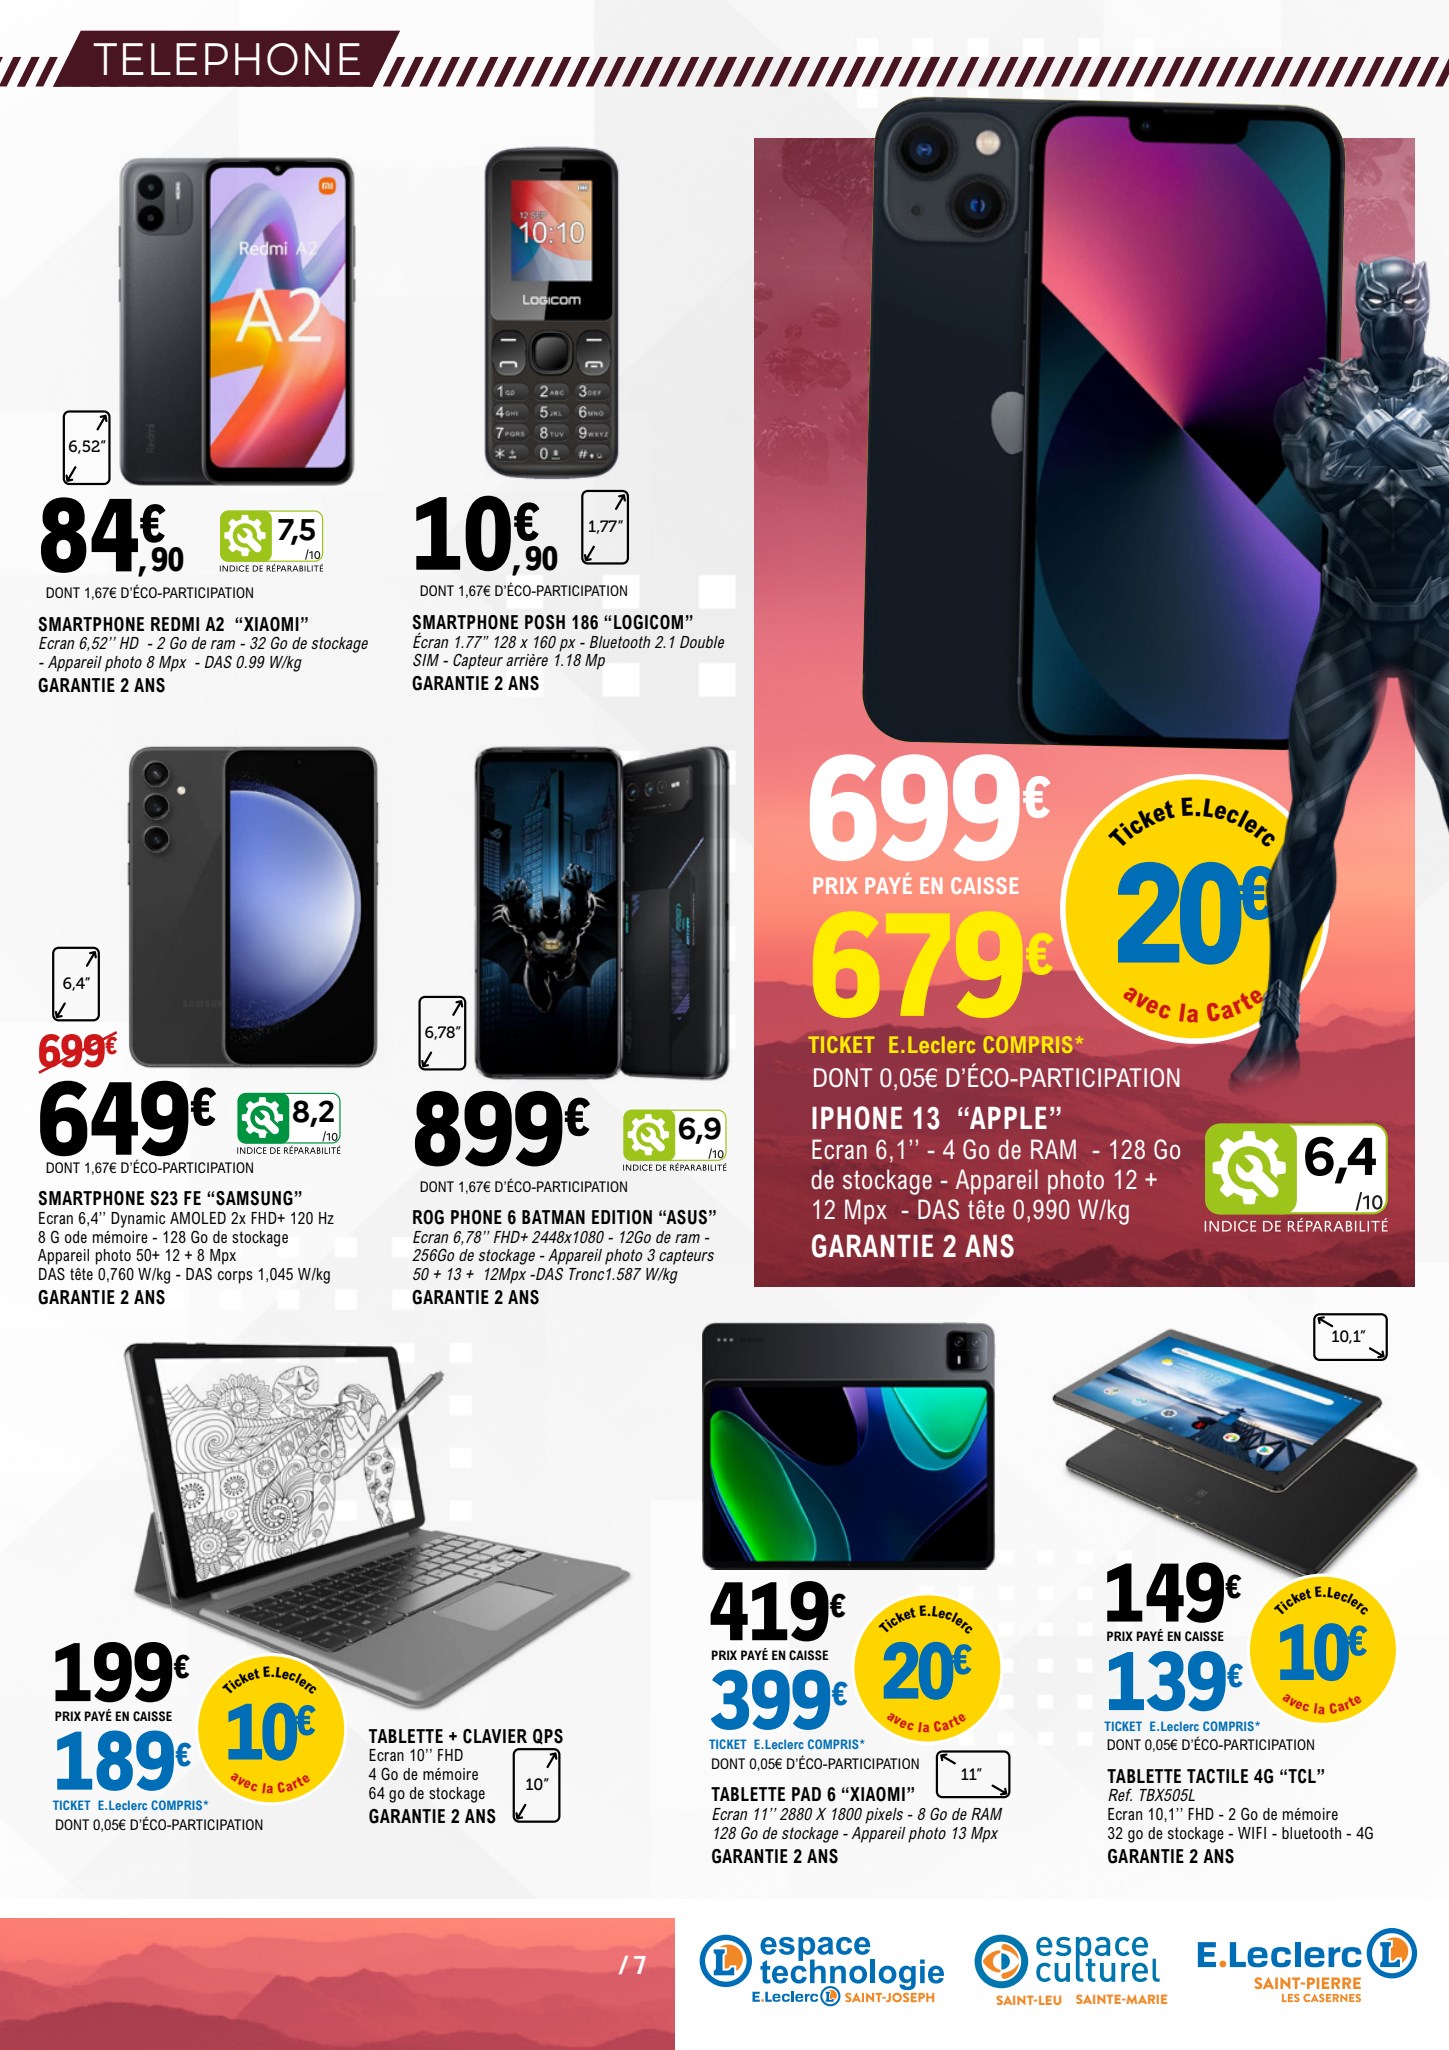 TELEPHONE
Redmi A2
A2
Redmi
6,52’’
84€,90
7,5/10
INDICE DE RÉPARABILITÉ
DONT 1,67€ D’ÉCO-PARTICIPATION
SMARTPHONE REDMI A2 “XIAOMI”
Ecran 6,52’’ HD - 2 Go de ram - 32 Go de stockage
- Appareil photo 8 Mpx - DAS 0.99 W/kg
GARANTIE 2 ANS
12 SEP
10:10
LOGICOM
10€,90
1,77’’
DONT 1,67€ D’ÉCO-PARTICIPATION
SMARTPHONE POSH 186 “LOGICOM”
Écran 1.77” 128 x 160 px - Bluetooth 2.1 Double
SIM - Capteur arrière 1.18 Mp
GARANTIE 2 ANS
SAMSUNG
6,4’’
699€
649€
8,2/10
INDICE DE RÉPARABILITÉ
DONT 1,67€ D’ÉCO-PARTICIPATION
SMARTPHONE S23 FE “SAMSUNG”
Ecran 6,4’’ Dynamic AMOLED 2x FHD+ 120 Hz
8 G ode mémoire - 128 Go de stockage
Appareil photo 50+ 12 + 8 Mpx
DAS tête 0,760 W/kg - DAS corps 1,045 W/kg
GARANTIE 2 ANS
6,78’’
899€
6,9/10
INDICE DE RÉPARABILITÉ
DONT 1,67€ D’ÉCO-PARTICIPATION
ROG PHONE 6 BATMAN EDITION “ASUS”
Ecran 6,78’’ FHD+ 2448x1080 - 12Go de ram -
256Go de stockage - Appareil photo 3 capteurs
50 + 13 + 12Mpx -DAS Tronc1.587 W/kg
GARANTIE 2 ANS
699€
PRIX PAYÉ EN CAISSE
679€
TICKET E.Leclerc COMPRIS*
Ticket E.Leclerc
20€
avec la Carte
DONT 0,05€ D’ÉCO-PARTICIPATION
IPHONE 13 “APPLE”
Ecran 6,1’’ - 4 Go de RAM - 128 Go
de stockage - Appareil photo 12 +
12 Mpx - DAS tête 0,990 W/kg
GARANTIE 2 ANS
6,4/10
INDICE DE RÉPARABILITÉ
199€
PRIX PAYÉ EN CAISSE
189€
TICKET E.Leclerc COMPRIS*
DONT 0,05€ D’ÉCO-PARTICIPATION
Ticket E.Leclerc
10€
avec la Carte
TABLETTE + CLAVIER QPS
Ecran 10’’ FHD
4 Go de mémoire
64 go de stockage
GARANTIE 2 ANS
10’’
419€
PRIX PAYÉ EN CAISSE
399€
TICKET E.Leclerc COMPRIS*
DONT 0,05€ D’ÉCO-PARTICIPATION
Ticket E.Leclerc
20€
avec la Carte
11’’
TABLETTE PAD 6 “XIAOMI”
Ecran 11’’ 2880 X 1800 pixels - 8 Go de RAM
128 Go de stockage - Appareil photo 13 Mpx
GARANTIE 2 ANS
10,1’’
149€
PRIX PAYÉ EN CAISSE
139€
TICKET E.Leclerc COMPRIS*
DONT 0,05€ D’ÉCO-PARTICIPATION
Ticket E.Leclerc
10€
avec la Carte
TABLETTE TACTILE 4G “TCL”
Ref. TBX505L
Ecran 10,1’’ FHD - 2 Go de mémoire
32 go de stockage - WIFI - bluetooth - 4G
GARANTIE 2 ANS
/ 7
espace
technologie
E.Leclerc SAINT-JOSEPH
espace
culturel
SAINT-LEU SAINTE-MARIE
E.Leclerc
SAINT-PIERRE
LES CASERNES